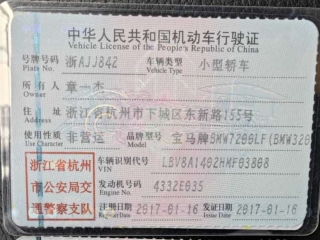 中华人民共和国机动车行驶证
Vehicle License of the People's Republic of China
号牌号码 浙AJJ842 车辆类型 小型轿车
Plate No. Vehicle Type
所有人 章一杰
Owner
住址 浙江省杭州市下城区东新路155号
Address
使用性质 非营运 品牌型号 宝马牌BMW7200LF(BMW320
Use Character Model
浙江省杭州市公安局交通警察支队
车辆识别代号 LBV8A1402HMF03808
VIN
发动机号码 4332E035
Engine No.
注册日期 2017-01-16 发证日期 2017-01-16
Register Date Issue Date